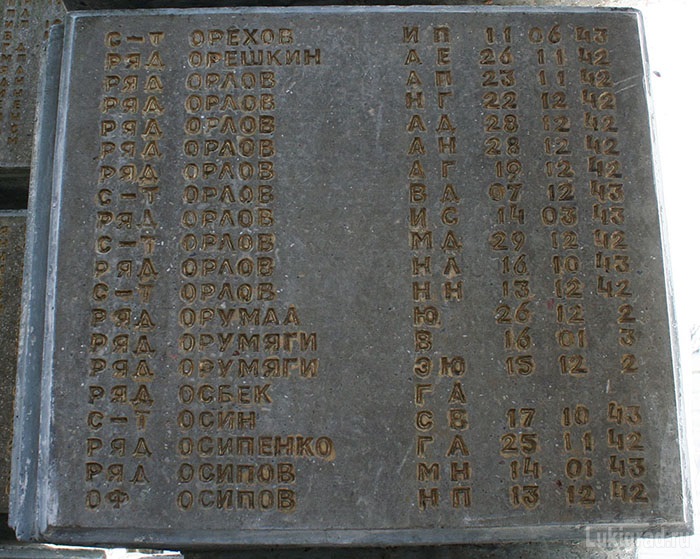 С-Т ОРЕХОВ И П 11 06 43
РЯД ОРЕШКИН А Е 26 11 42
РЯД ОРЛОВ А П 23 11 42
РЯД ОРЛОВ Н Г 22 12 42
РЯД ОРЛОВ А Д 28 12 42
РЯД ОРЛОВ А Н 28 12 42
РЯД ОРЛОВ А Г 19 12 42
С-Т ОРЛОВ В А 07 12 43
РЯД ОРЛОВ И С 14 03 43
С-Т ОРЛОВ М Д 29 12 42
РЯД ОРЛОВ Н Л 16 10 43
С-Т ОРЛОВ Н Н 13 12 42
РЯД ОРУМАА Ю 26 12 2
РЯД ОРУМЯГИ В 16 01 3
РЯД ОРУМЯГИ Э Ю 15 12 2
РЯД ОСБЕК Г А
С-Т ОСИН С Б 17 10 43
РЯД ОСИПЕНКО Г А 25 11 42
РЯД ОСИПОВ М Н 14 01 43
ОФ ОСИПОВ Н П 13 12 42